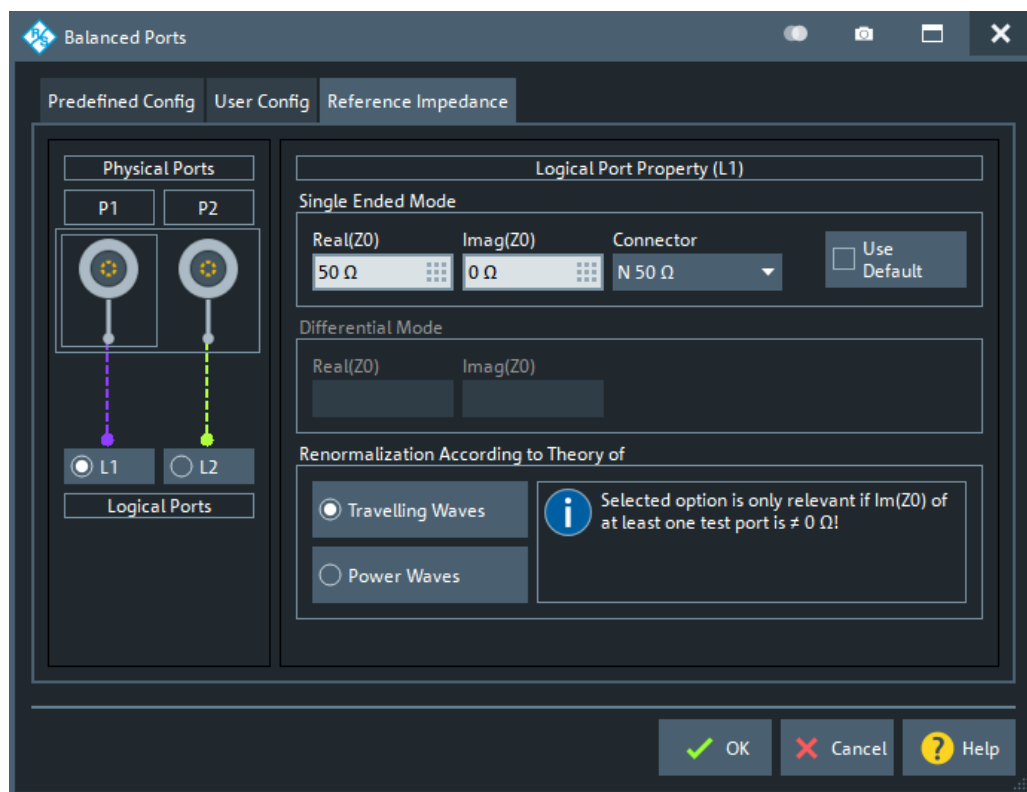 R S Balanced Ports
Predefined Config User Config Reference Impedance
Physical Ports
P1 P2
L1 L2
Logical Ports
Logical Port Property (L1)
Single Ended Mode
Real(Z0) Imag(Z0) Connector
50 Ω 0 Ω N 50 Ω
Use
Default
Differential Mode
Real(Z0) Imag(Z0)
Renormalization According to Theory of
Travelling Waves
Power Waves
i Selected option is only relevant if Im(Z0) of
at least one test port is ≠ 0 Ω!
OK Cancel ? Help